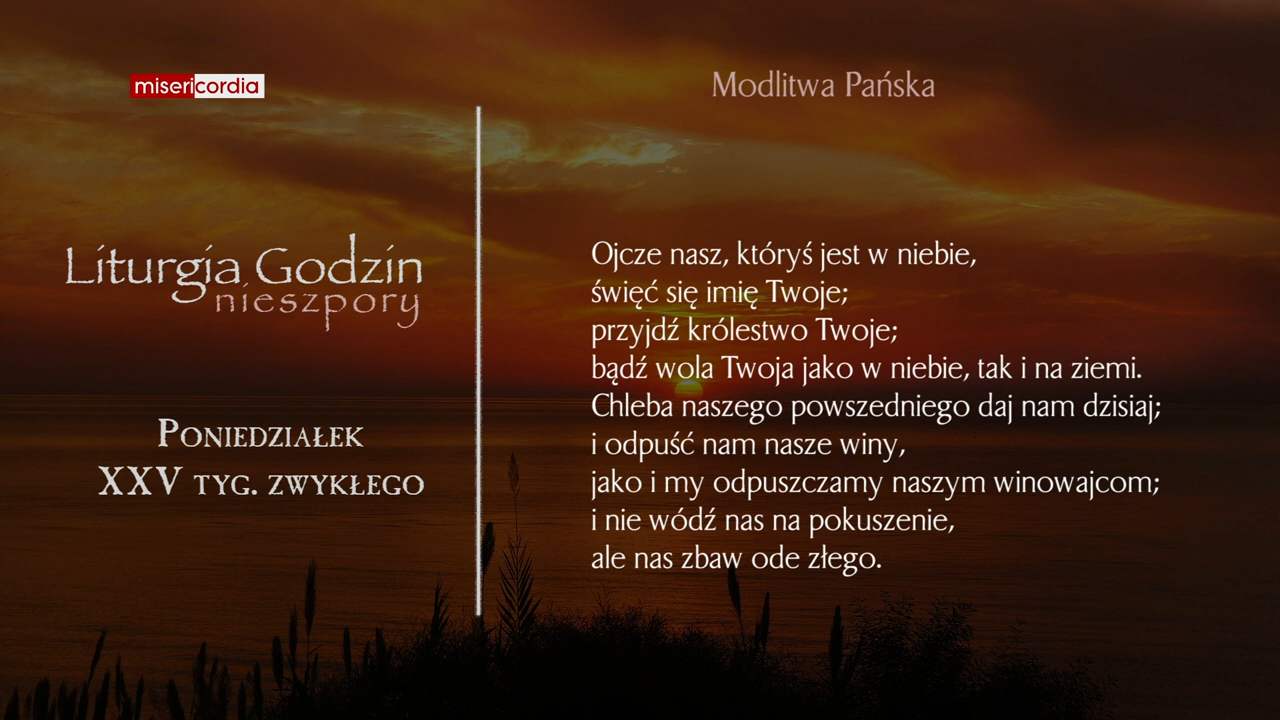 misericordia
Liturgia Godzin
nieszpory
Poniedziałek
XXV tyg. zwykłego
Modlitwa Pańska
Ojcze nasz, któryś jest w niebie,
święć się imię Twoje;
przyjdź królestwo Twoje;
bądź wola Twoja jako w niebie, tak i na ziemi.
Chleba naszego powszedniego daj nam dzisiaj;
i odpuść nam nasze winy,
jako i my odpuszczamy naszym winowajcom;
i nie wódź nas na pokuszenie,
ale nas zbaw ode złego.